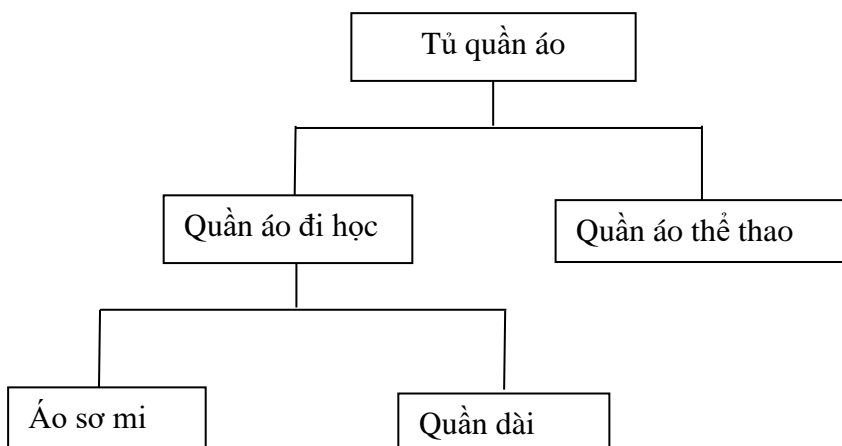 Tủ quần áo
Quần áo đi học
Quần áo thể thao
Áo sơ mi
Quần dài